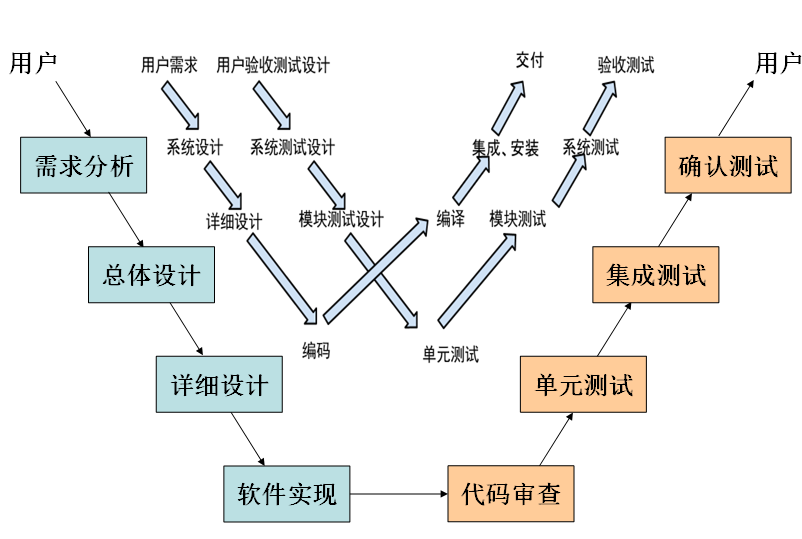 用户
用户需求
用户验收测试设计
交付
验收测试
用户
需求分析
系统设计
系统测试设计
集成、安装
系统测试
确认测试
详细设计
模块测试设计
编译
模块测试
总体设计
集成测试
编码
单元测试
详细设计
单元测试
软件实现
代码审查